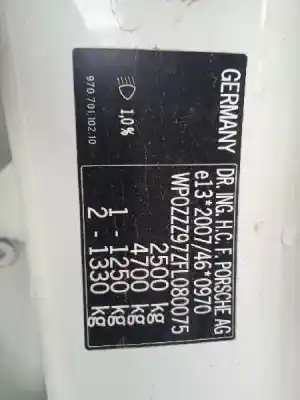 GERMANY
DR. ING. H.C. F. PORSCHE AG
e13*2007/46*0970
WP0ZZZ97ZFL080075
2500 kg
4700 kg
1 - 1250 kg
2 - 1330 kg
1,0%
970.701.102.10